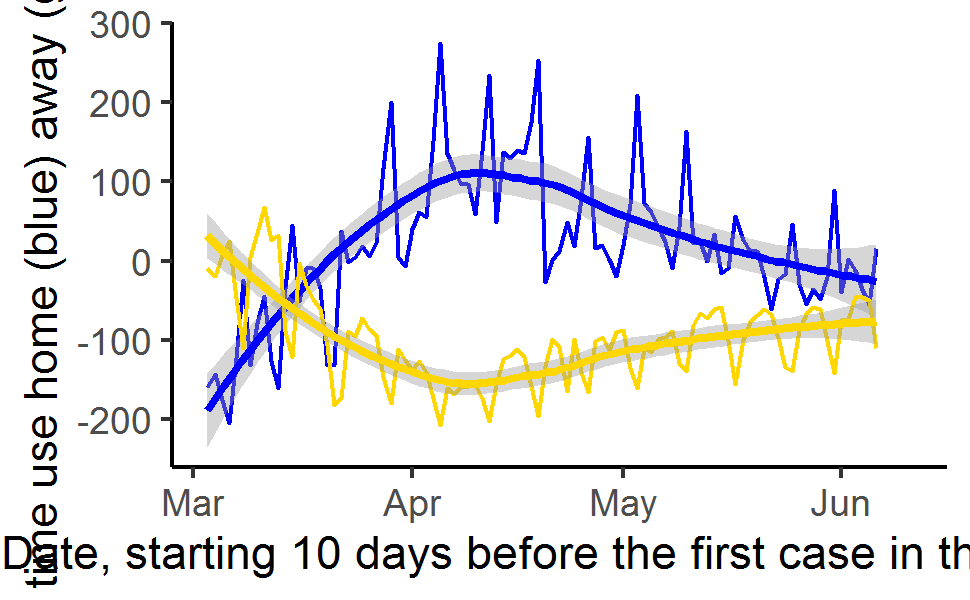 time use home (blue) away (
300
200
100
0
-100
-200
Mar Apr May Jun
Date, starting 10 days before the first case in th